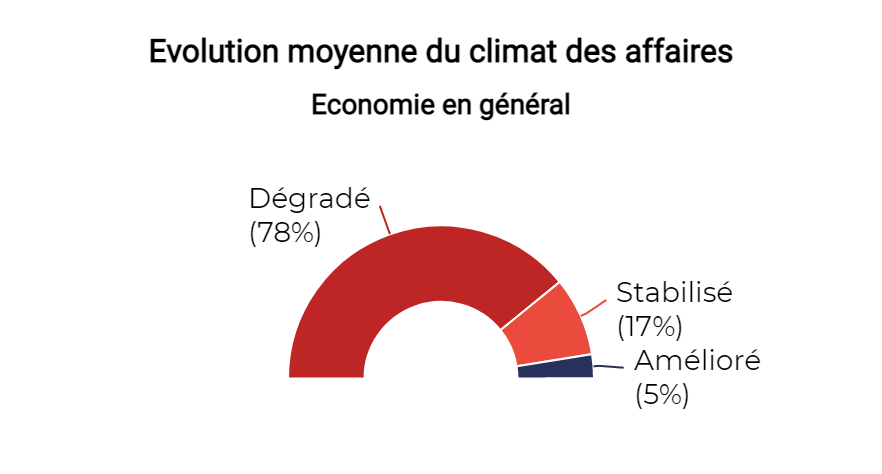 Evolution moyenne du climat des affaires
Economie en général
Dégradé
(78%)
Stabilisé
(17%)
Amélioré
(5%)